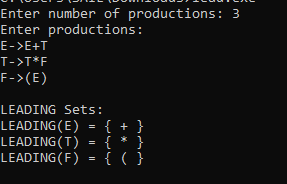 Enter number of productions: 3
Enter productions:
E->E+T
T->T*F
F->(E)
LEADING Sets:
LEADING(E) = { + }
LEADING(T) = { * }
LEADING(F) = { ( }